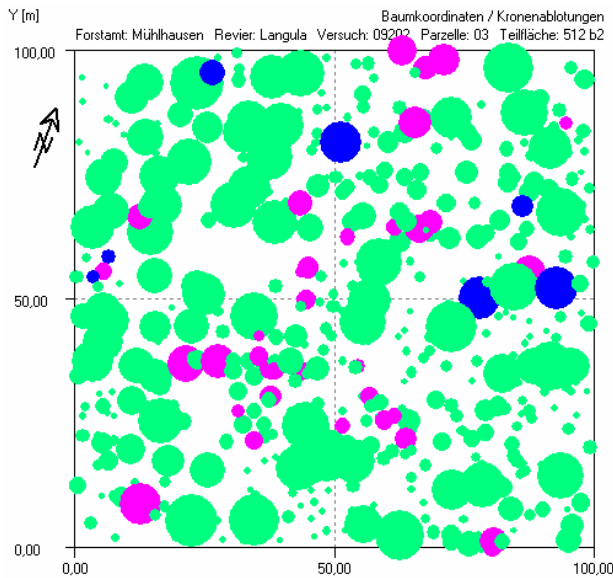 Y [m]
Baumkoordinaten / Kronenablotungen
Forstamt: Mühlhausen Revier: Langula Versuch: 09202 Parzelle: 03 Teilfläche: 512 b2
100,00
N
50,00
0,00
0,00 50,00 100,00